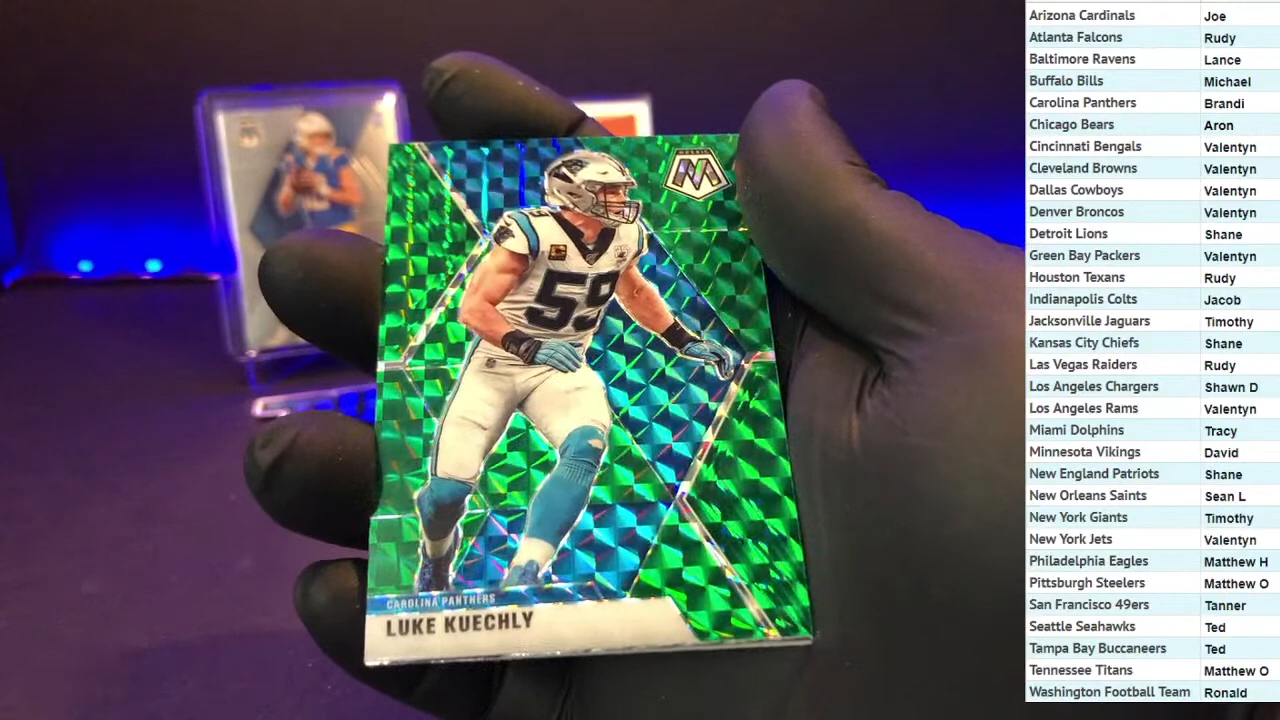 MOSAIC
M
59
59
CAROLINA PANTHERS
LUKE KUECHLY
Arizona Cardinals Joe
Atlanta Falcons Rudy
Baltimore Ravens Lance
Buffalo Bills Michael
Carolina Panthers Brandi
Chicago Bears Aron
Cincinnati Bengals Valentyn
Cleveland Browns Valentyn
Dallas Cowboys Valentyn
Denver Broncos Valentyn
Detroit Lions Shane
Green Bay Packers Valentyn
Houston Texans Rudy
Indianapolis Colts Jacob
Jacksonville Jaguars Timothy
Kansas City Chiefs Shane
Las Vegas Raiders Rudy
Los Angeles Chargers Shawn D
Los Angeles Rams Valentyn
Miami Dolphins Tracy
Minnesota Vikings David
New England Patriots Shane
New Orleans Saints Sean L
New York Giants Timothy
New York Jets Valentyn
Philadelphia Eagles Matthew H
Pittsburgh Steelers Matthew O
San Francisco 49ers Tanner
Seattle Seahawks Ted
Tampa Bay Buccaneers Ted
Tennessee Titans Matthew O
Washington Football Team Ronald